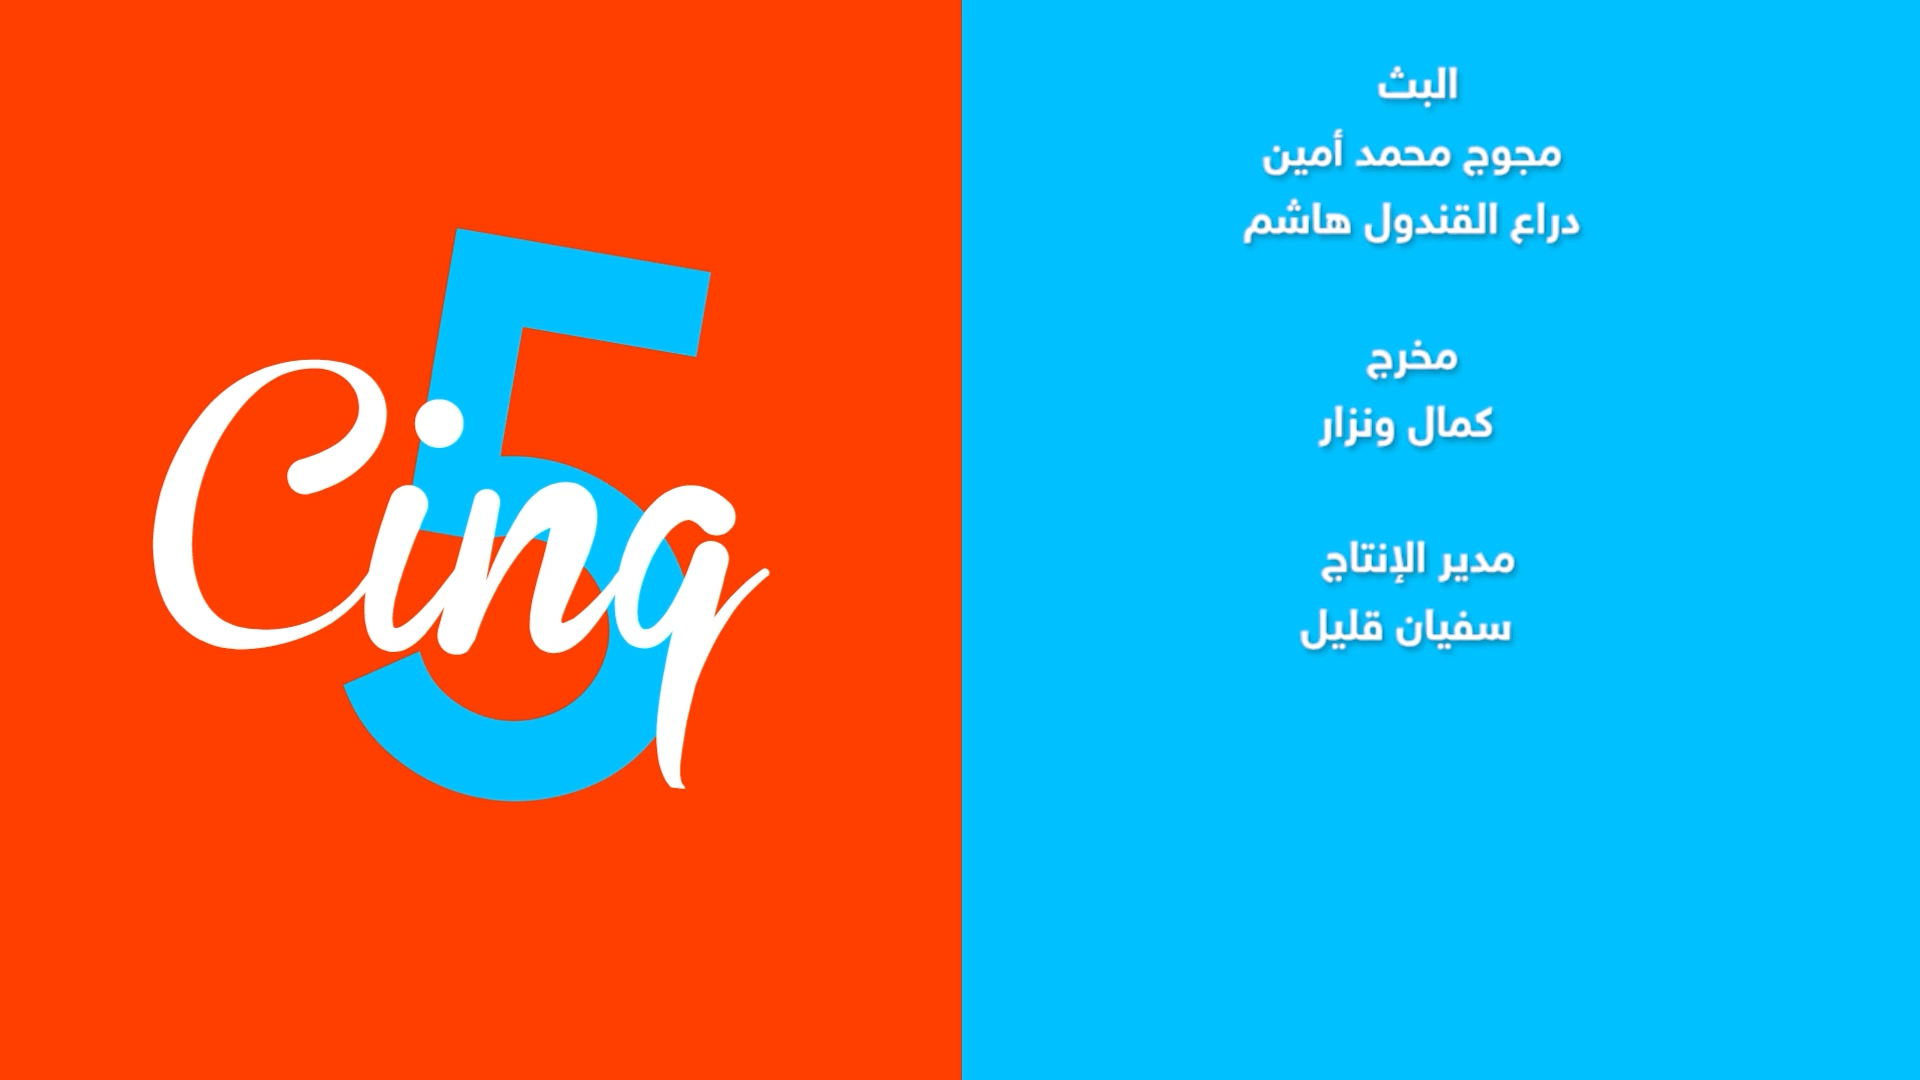 5
Cinq
البث
مجوج محمد أمين
دراع القندول هاشم
مخرج
كمال ونزار
مدير الإنتاج
سفيان قليل